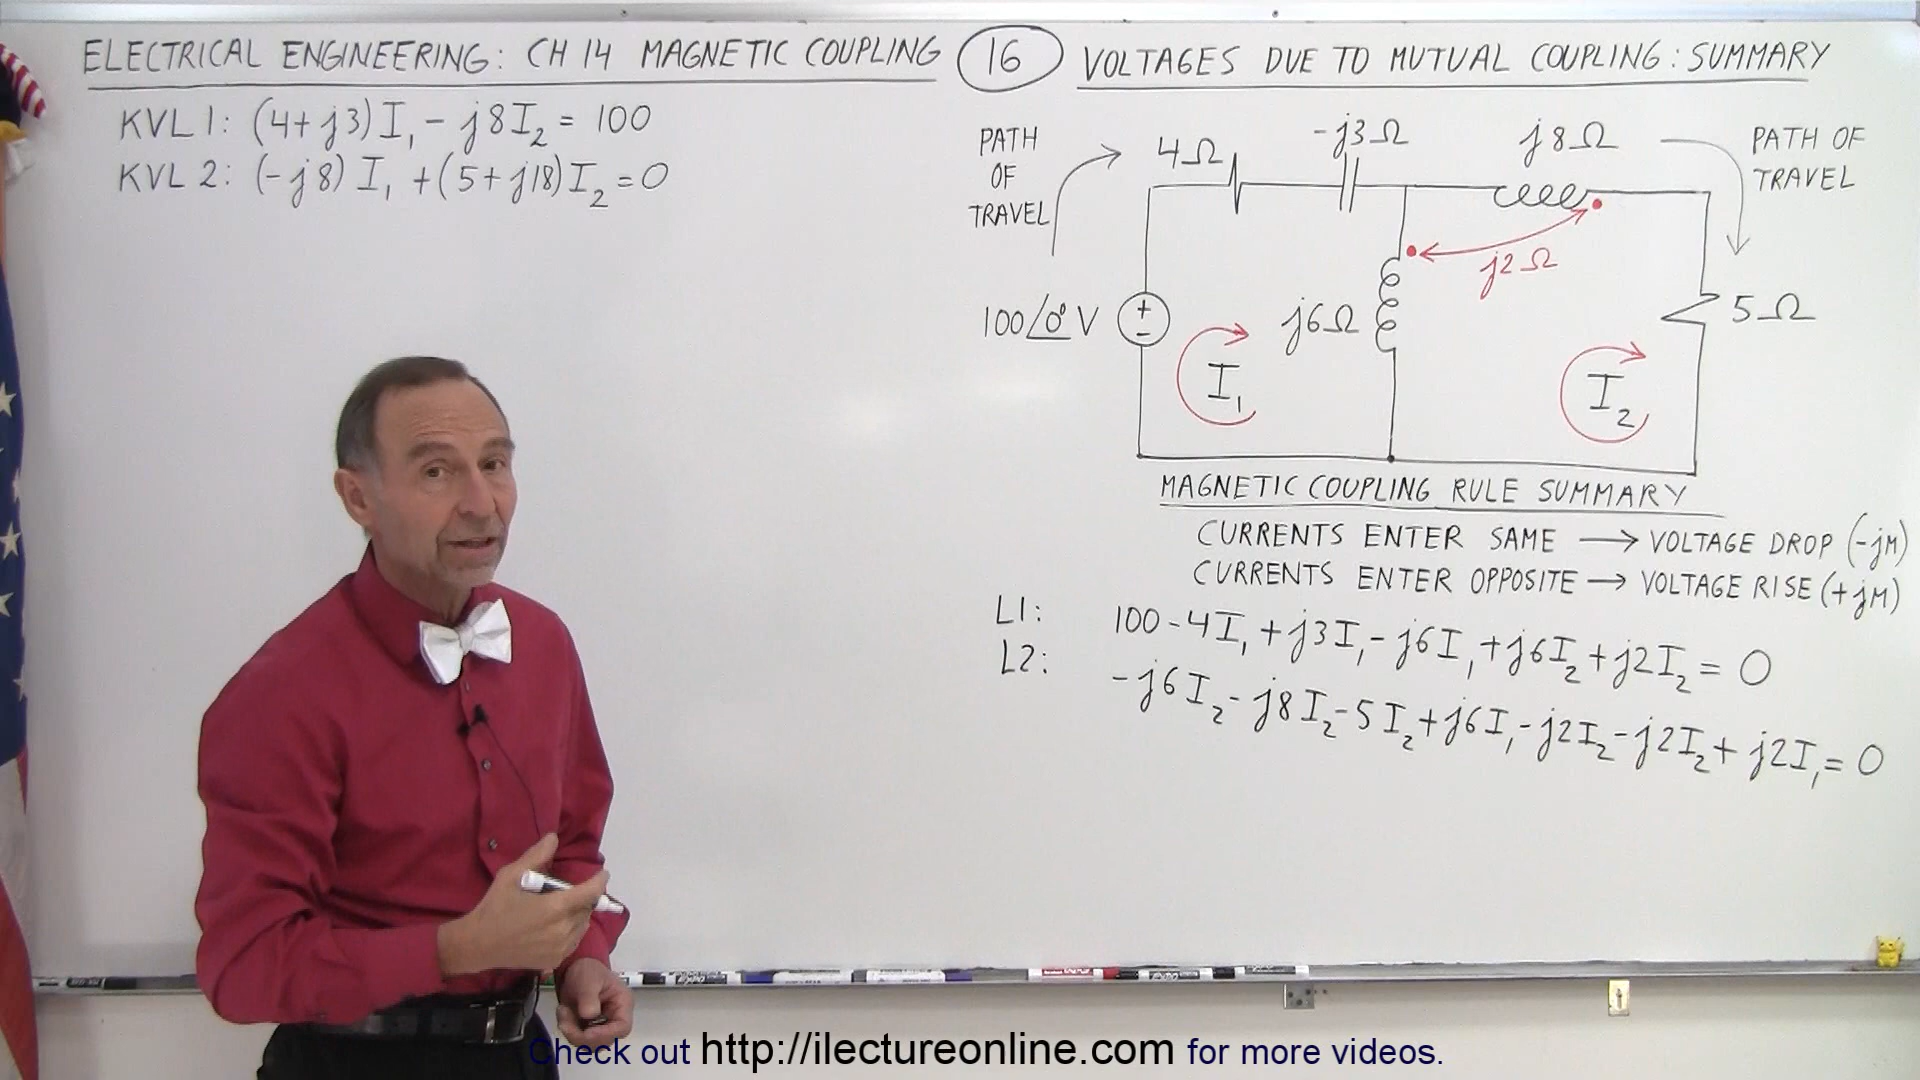 ELECTRICAL ENGINEERING: CH 14 MAGNETIC COUPLING 16 VOLTAGES DUE TO MUTUAL COUPLING: SUMMARY
KVL 1: (4+j3)I₁ - j8I₂ = 100
KVL 2: (-j8)I₁ + (5+j18)I₂ = 0
PATH OF TRAVEL
4Ω
-j3Ω
j8Ω
PATH OF TRAVEL
j2Ω
100∠0° V
+
-
j6Ω
5Ω
I₁
I₂
MAGNETIC COUPLING RULE SUMMARY
CURRENTS ENTER SAME → VOLTAGE DROP (-jM)
CURRENTS ENTER OPPOSITE → VOLTAGE RISE (+jM)
L1: 100 - 4I₁ + j3I₁ - j6I₁ + j6I₂ + j2I₂ = 0
L2: -j6I₂ - j8I₂ - 5I₂ + j6I₁ - j2I₂ - j2I₂ + j2I₁ = 0
Check out http://ilectureonline.com for more videos.